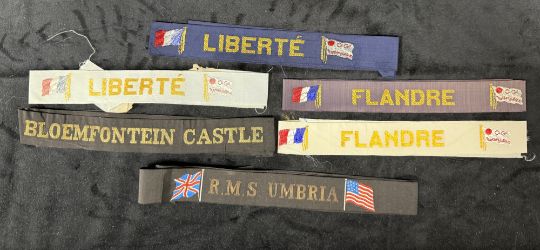 LIBERTÉ
LIBERTÉ
FLANDRE
BLOEMFONTEIN CASTLE
FLANDRE
R.M.S UMBRIA